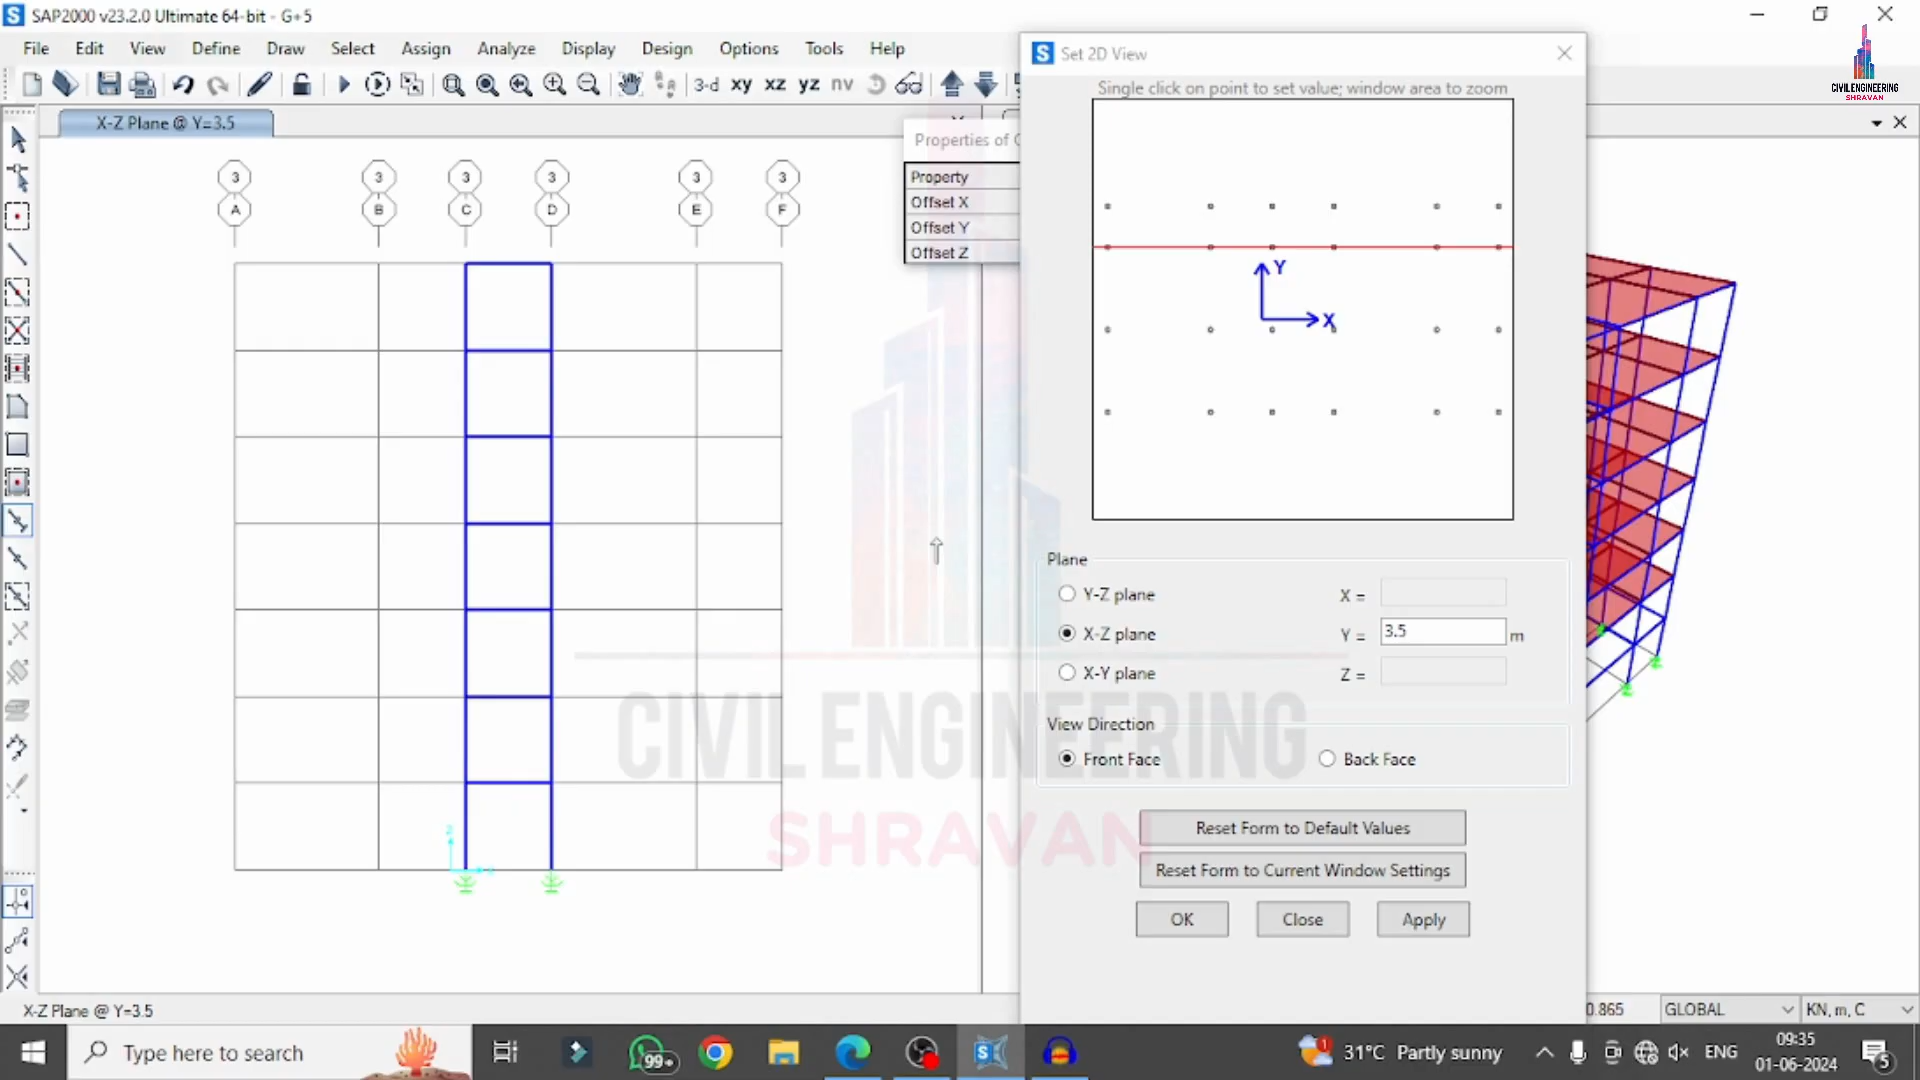 SAP2000 v23.2.0 Ultimate 64-bit - G+5
File Edit View Define Draw Select Assign Analyze Display Design Options Tools Help
3-d xy xz yz nv
CIVILENGINEERING
SHRAVAN
X-Z Plane @ Y=3.5
3 3 3 3 3 3
A B C D E F
Properties of
Property
Offset X
Offset Y
Offset Z
Set 2D View
Single click on point to set value; window area to zoom
Y
X
Plane
Y-Z plane X =
X-Z plane Y = 3.5 m
X-Y plane Z =
View Direction
Front Face Back Face
Reset Form to Default Values
Reset Form to Current Window Settings
OK Close Apply
CIVIL ENGINEERING
SHRAVAN
X-Z Plane @ Y=3.5
0.865 GLOBAL KN, m, C
Type here to search
99+
1
31°C Partly sunny
ENG
09:35
01-06-2024
5